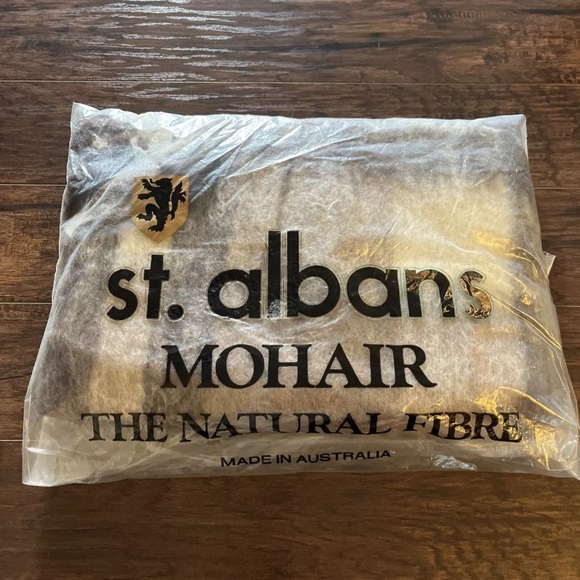 st. albans
MOHAIR
THE NATURAL FIBRE
MADE IN AUSTRALIA